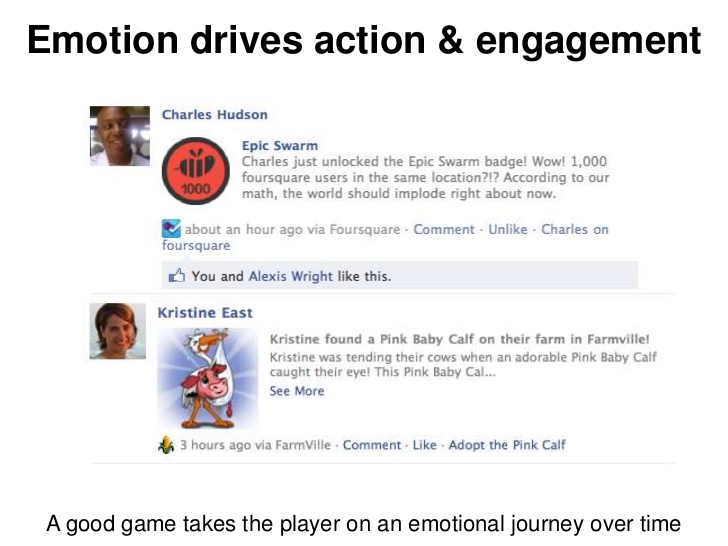 Emotion drives action & engagement
Charles Hudson
Epic Swarm
Charles just unlocked the Epic Swarm badge! Wow! 1,000
foursquare users in the same location?!? According to our
math, the world should implode right about now.
1000
about an hour ago via Foursquare · Comment · Unlike · Charles on
foursquare
You and Alexis Wright like this.
Kristine East
Kristine found a Pink Baby Calf on their farm in Farmville!
Kristine was tending their cows when an adorable Pink Baby Calf
caught their eye! This Pink Baby Cal...
See More
3 hours ago via FarmVille · Comment · Like · Adopt the Pink Calf
A good game takes the player on an emotional journey over time